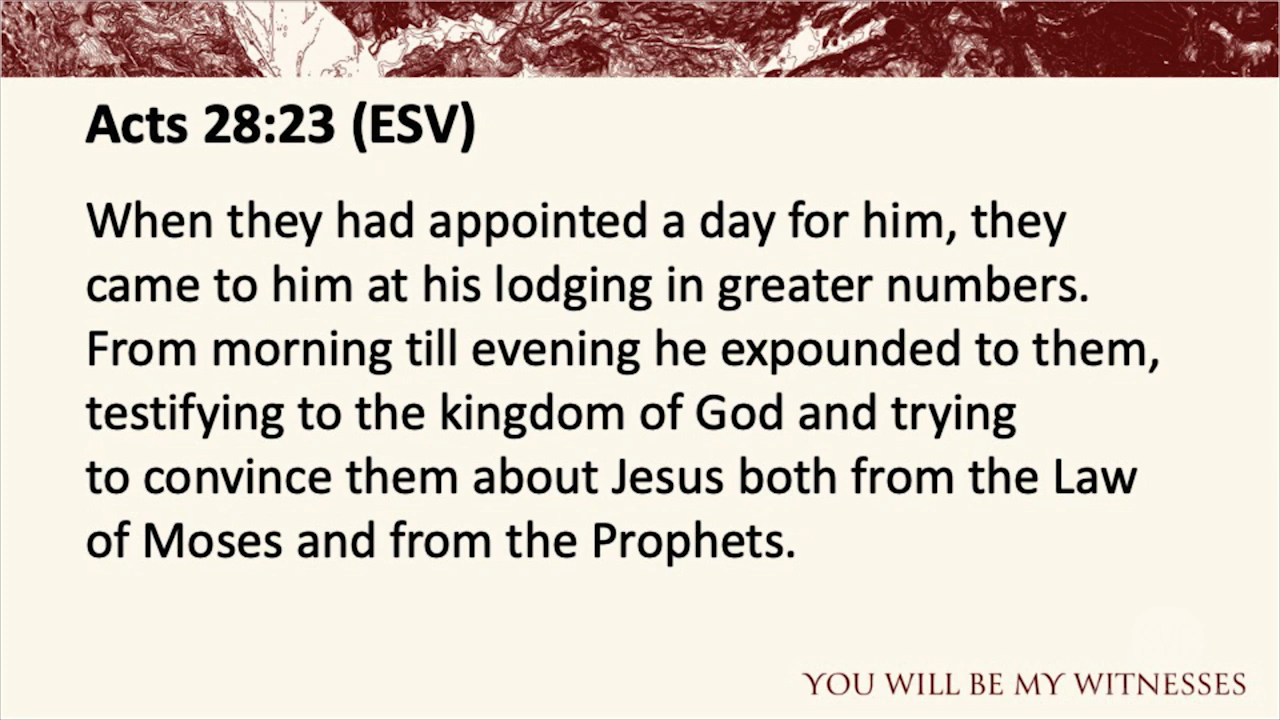 Acts 28:23 (ESV)
When they had appointed a day for him, they
came to him at his lodging in greater numbers.
From morning till evening he expounded to them,
testifying to the kingdom of God and trying
to convince them about Jesus both from the Law
of Moses and from the Prophets.
YOU WILL BE MY WITNESSES